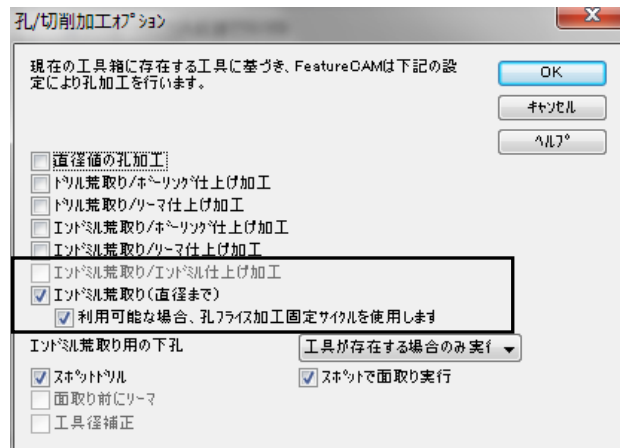 孔/切削加工ｵﾌﾟｼｮﾝ
現在の工具箱に存在する工具に基づき、FeatureCAMは下記の設
定により孔加工を行います。
OK
ｷｬﾝｾﾙ
ﾍﾙﾌﾟ
直径値の孔加工
ﾄﾞﾘﾙ荒取り/ﾎﾞｰﾘﾝｸﾞ仕上げ加工
ﾄﾞﾘﾙ荒取り/ﾘｰﾏ仕上げ加工
ｴﾝﾄﾞﾐﾙ荒取り/ﾎﾞｰﾘﾝｸﾞ仕上げ加工
ｴﾝﾄﾞﾐﾙ荒取り/ﾘｰﾏ仕上げ加工
ｴﾝﾄﾞﾐﾙ荒取り/ｴﾝﾄﾞﾐﾙ仕上げ加工
ｴﾝﾄﾞﾐﾙ荒取り(直径まで)
利用可能な場合、孔ﾌﾗｲｽ加工固定ｻｲｸﾙを使用します
ｴﾝﾄﾞﾐﾙ荒取り用の下孔
工具が存在する場合のみ実行
ｽﾎﾟｯﾄﾄﾞﾘﾙ
ｽﾎﾟｯﾄで面取り実行
面取り前にﾘｰﾏ
工具径補正